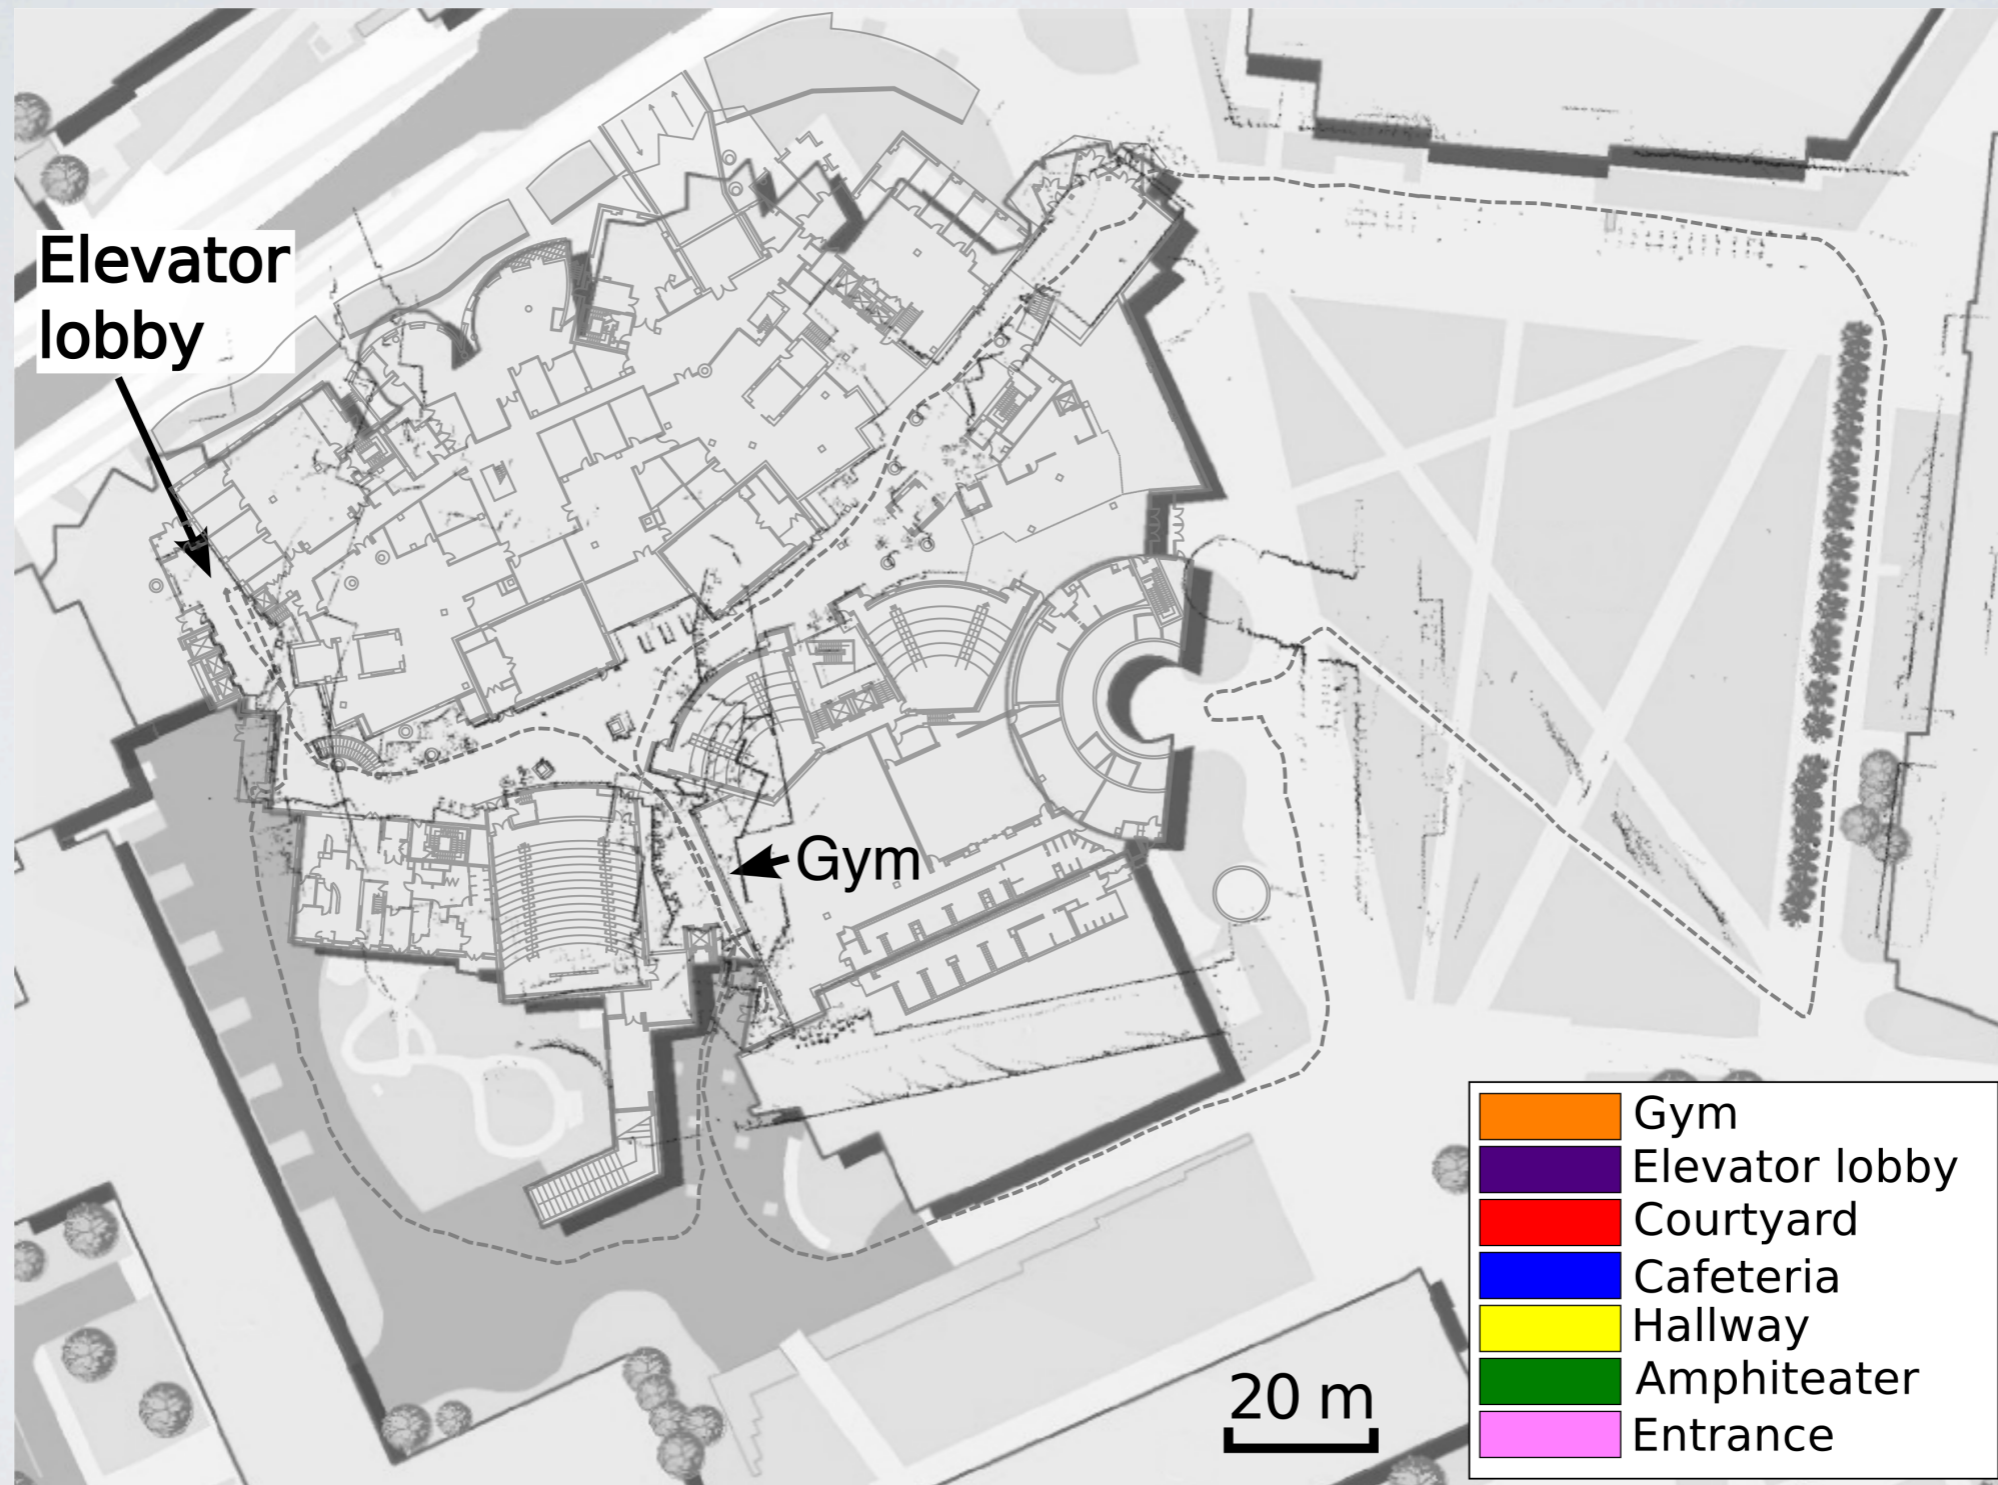 Elevator
lobby
Gym
20 m
Gym
Elevator lobby
Courtyard
Cafeteria
Hallway
Amphiteater
Entrance